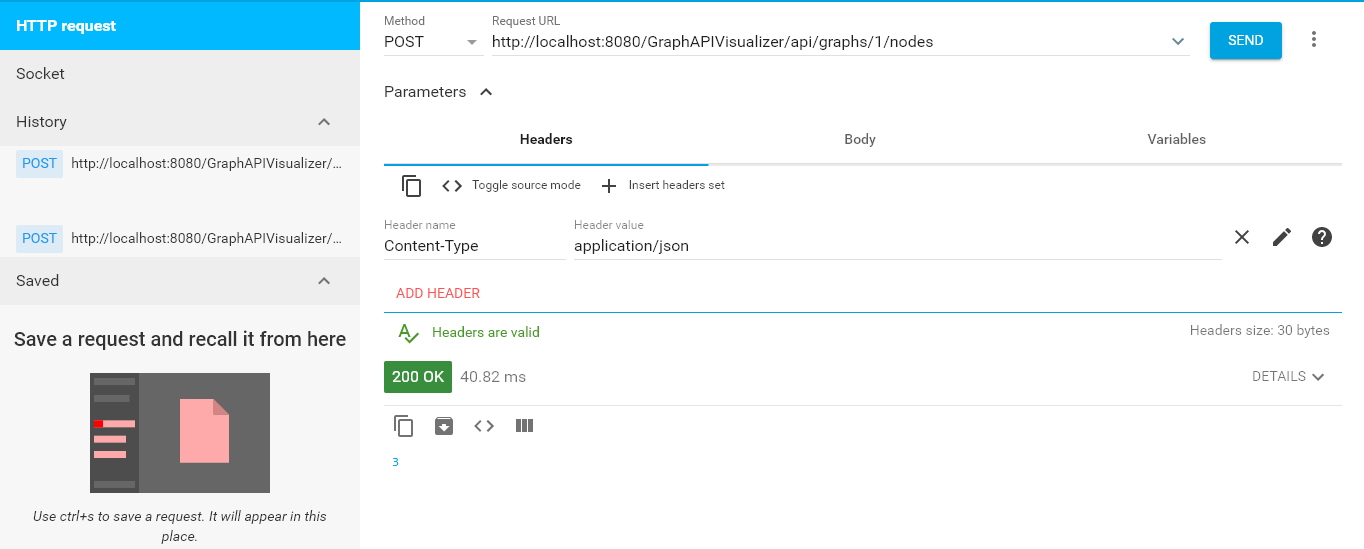 HTTP request
Socket
History
POST http://localhost:8080/GraphAPIVisualizer/...
POST http://localhost:8080/GraphAPIVisualizer/...
Saved
Save a request and recall it from here
Use ctrl+s to save a request. It will appear in this
place.
Method
POST
Request URL
http://localhost:8080/GraphAPIVisualizer/api/graphs/1/nodes
SEND
Parameters
Headers Body Variables
Toggle source mode Insert headers set
Header name Header value
Content-Type application/json
ADD HEADER
Headers are valid Headers size: 30 bytes
200 OK 40.82 ms DETAILS
3